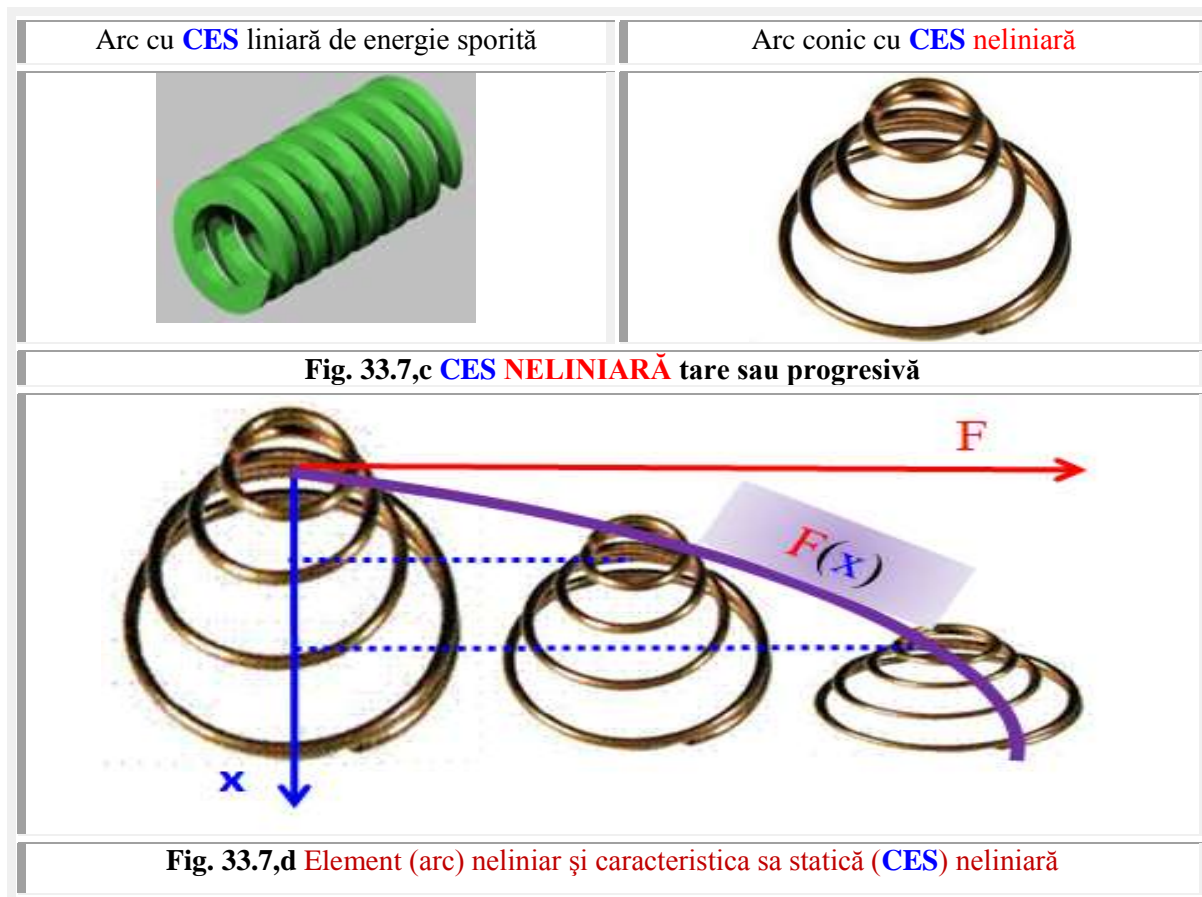 Arc cu CES liniară de energie sporită
Arc conic cu CES neliniară
Fig. 33.7,c CES NELINIARĂ tare sau progresivă
F
F(x)
x
Fig. 33.7,d Element (arc) neliniar şi caracteristica sa statică (CES) neliniară